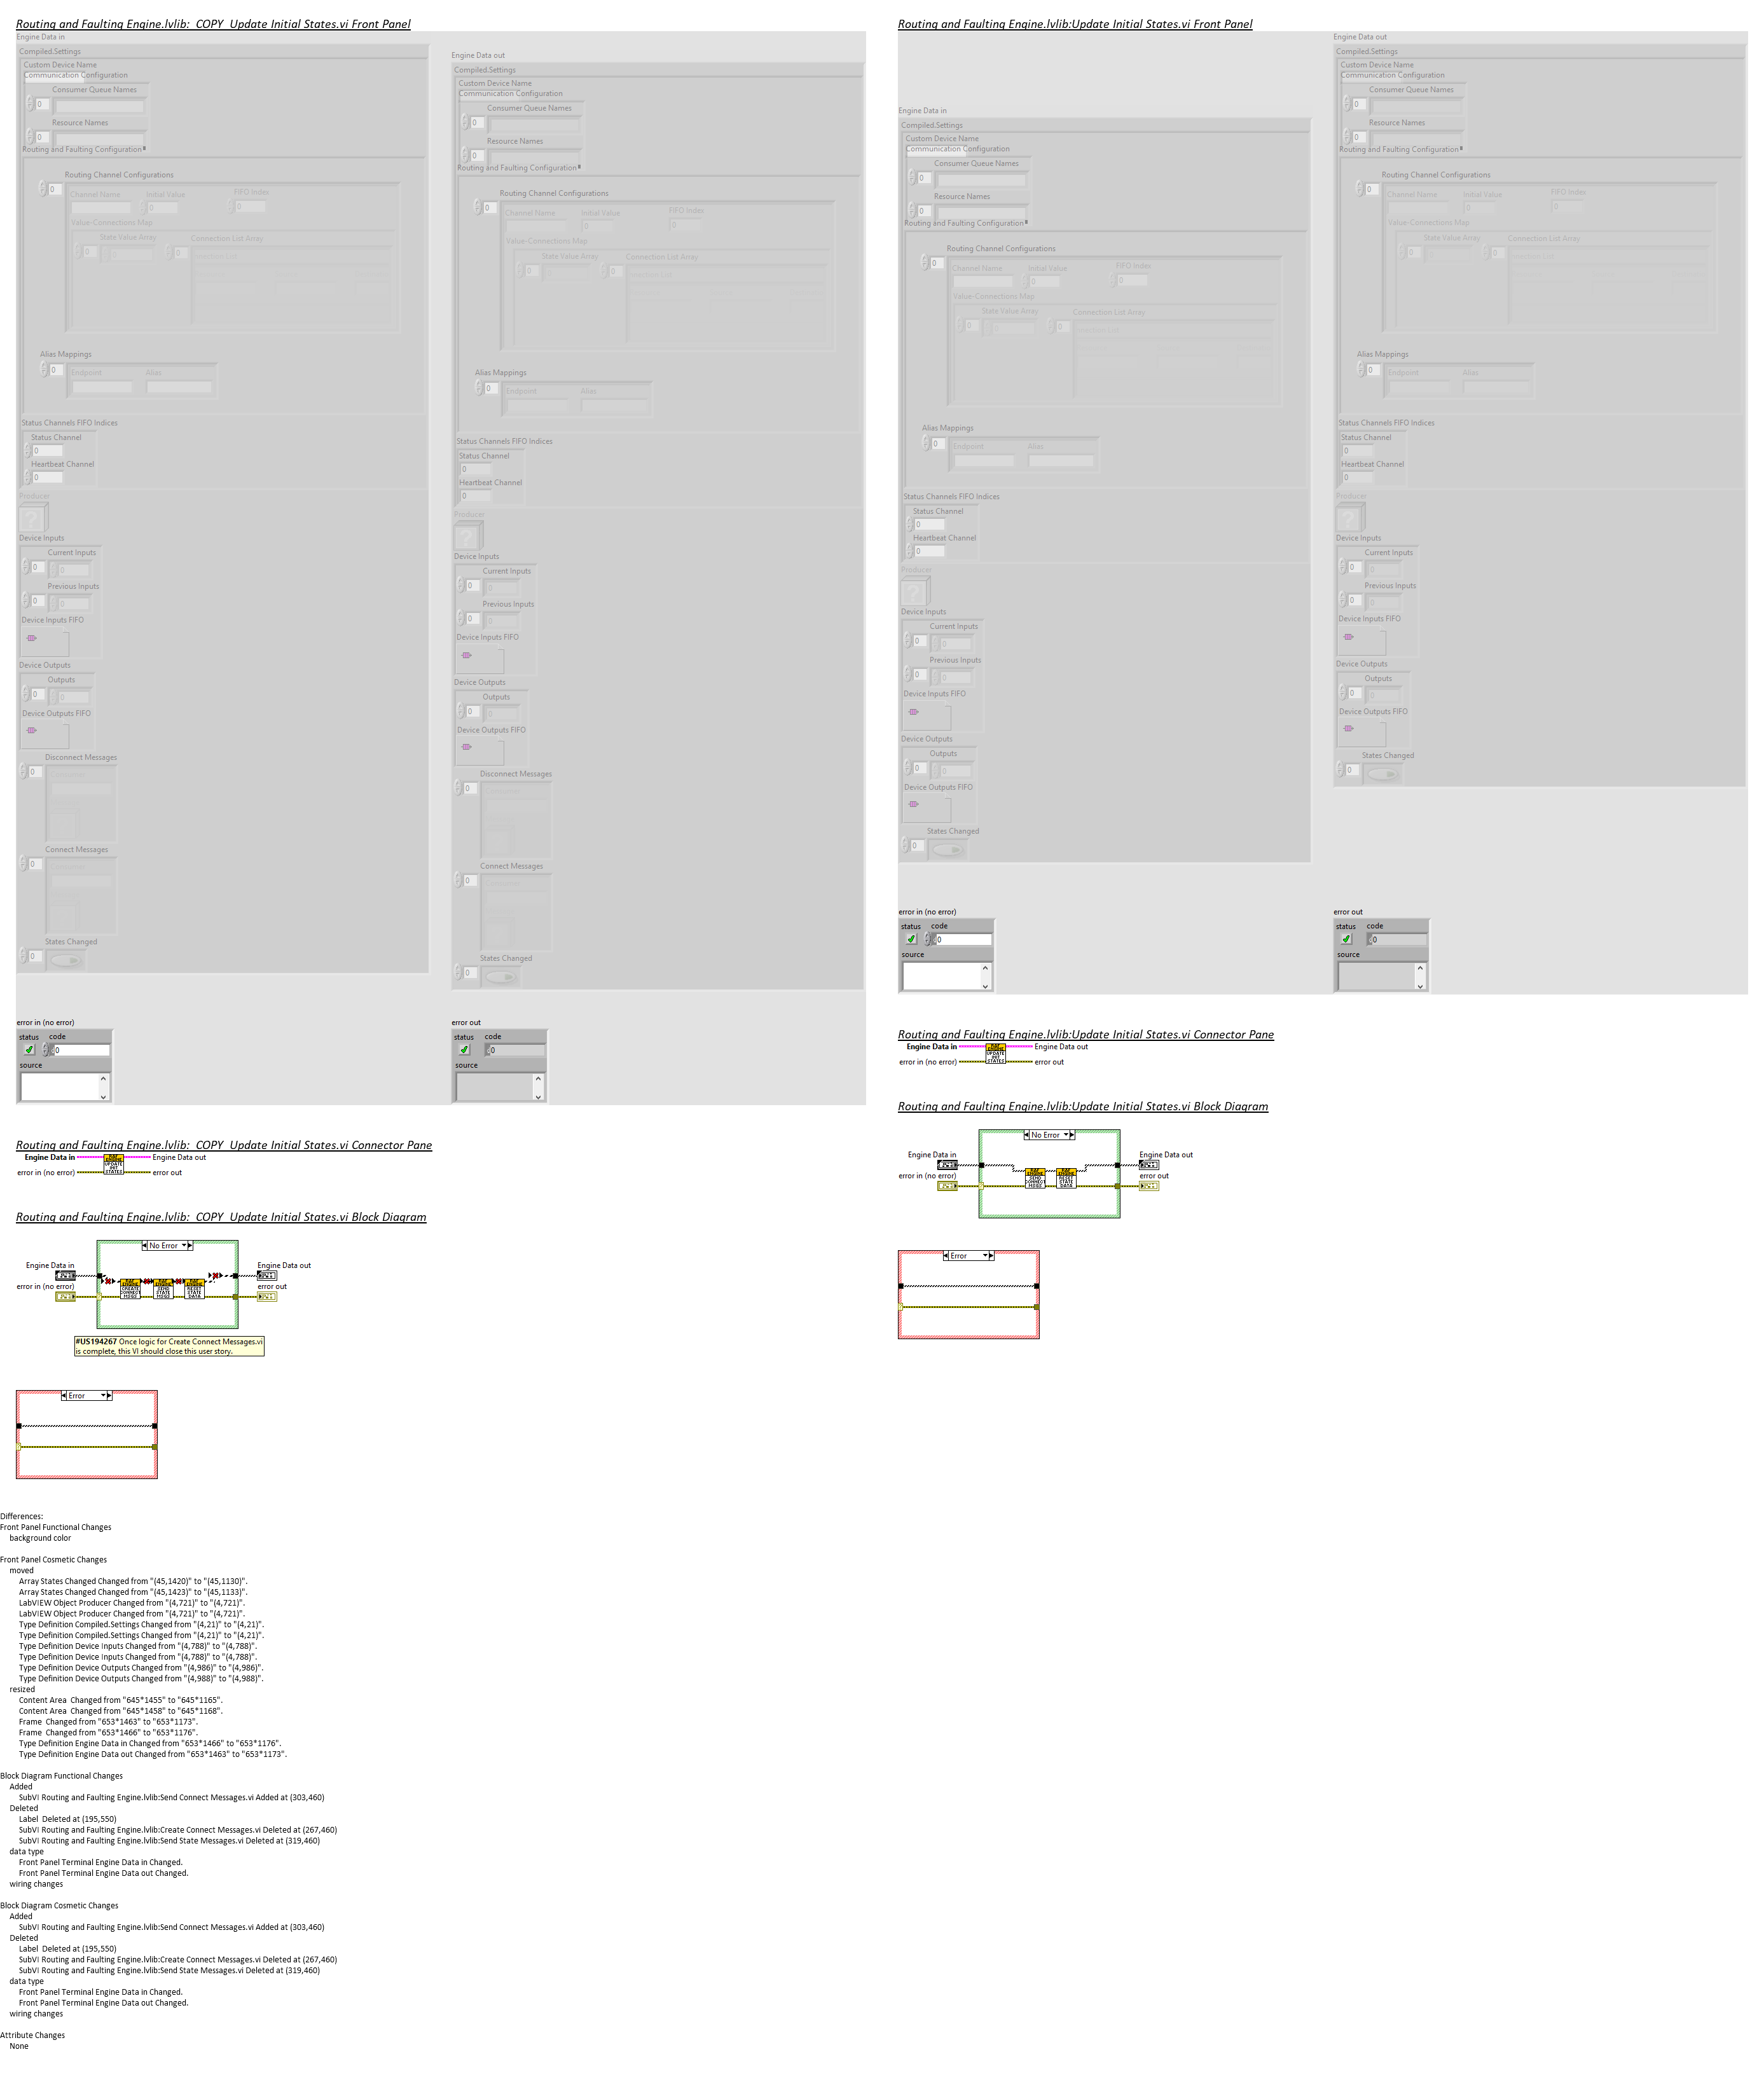 Routing and Faulting Engine.lvlib:_COPY_Update Initial States.vi Front Panel
Engine Data in
Compiled.Settings
Custom Device Name
Communication Configuration
Consumer Queue Names
0
Resource Names
0
Routing and Faulting Configuration
Routing Channel Configurations
0
Channel Name Initial Value FIFO Index
0 0
Value-Connections Map
State Value Array Connection List Array
0 0
Alias Mappings
0
Endpoint Alias
Status Channels FIFO Indices
Status Channel
0
Heartbeat Channel
0
Producer
Device Inputs
Current Inputs
0 0
Previous Inputs
0 0
Device Inputs FIFO
Device Outputs
Outputs
0 0
Device Outputs FIFO
Disconnect Messages
0
Connect Messages
0
States Changed
0
error in (no error)
status code
0
source
Engine Data out
Compiled.Settings
Custom Device Name
Communication Configuration
Consumer Queue Names
0
Resource Names
0
Routing and Faulting Configuration
Routing Channel Configurations
0
Channel Name Initial Value FIFO Index
0 0
Value-Connections Map
State Value Array Connection List Array
0 0
Alias Mappings
0
Endpoint Alias
Status Channels FIFO Indices
Status Channel
0
Heartbeat Channel
0
Producer
Device Inputs
Current Inputs
0 0
Previous Inputs
0 0
Device Inputs FIFO
Device Outputs
Outputs
0 0
Device Outputs FIFO
Disconnect Messages
0
Connect Messages
0
States Changed
0
error out
status code
0
source
Routing and Faulting Engine.lvlib:_COPY_Update Initial States.vi Connector Pane
Engine Data in Engine Data out
error in (no error) error out
Routing and Faulting Engine.lvlib:_COPY_Update Initial States.vi Block Diagram
No Error
Engine Data in Engine Data out
error in (no error) error out
#US194267 Once logic for Create Connect Messages.vi
is complete, this VI should close this user story.
Error
Routing and Faulting Engine.lvlib:Update Initial States.vi Front Panel
Engine Data in
Compiled.Settings
Custom Device Name
Communication Configuration
Consumer Queue Names
0
Resource Names
0
Routing and Faulting Configuration
Routing Channel Configurations
0
Channel Name Initial Value FIFO Index
0 0
Value-Connections Map
State Value Array Connection List Array
0 0
Alias Mappings
0
Endpoint Alias
Status Channels FIFO Indices
Status Channel
0
Heartbeat Channel
0
Producer
Device Inputs
Current Inputs
0 0
Previous Inputs
0 0
Device Inputs FIFO
Device Outputs
Outputs
0 0
Device Outputs FIFO
States Changed
0
error in (no error)
status code
0
source
Engine Data out
Compiled.Settings
Custom Device Name
Communication Configuration
Consumer Queue Names
0
Resource Names
0
Routing and Faulting Configuration
Routing Channel Configurations
0
Channel Name Initial Value FIFO Index
0 0
Value-Connections Map
State Value Array Connection List Array
0 0
Alias Mappings
0
Endpoint Alias
Status Channels FIFO Indices
Status Channel
0
Heartbeat Channel
0
Producer
Device Inputs
Current Inputs
0 0
Previous Inputs
0 0
Device Inputs FIFO
Device Outputs
Outputs
0 0
Device Outputs FIFO
States Changed
0
error out
status code
0
source
Routing and Faulting Engine.lvlib:Update Initial States.vi Connector Pane
Engine Data in Engine Data out
error in (no error) error out
Routing and Faulting Engine.lvlib:Update Initial States.vi Block Diagram
No Error
Engine Data in Engine Data out
error in (no error) error out
Error
Differences:
Front Panel Functional Changes
background color
Front Panel Cosmetic Changes
moved
Array States Changed Changed from "(45,1420)" to "(45,1130)".
Array States Changed Changed from "(45,1423)" to "(45,1133)".
LabVIEW Object Producer Changed from "(4,721)" to "(4,721)".
LabVIEW Object Producer Changed from "(4,721)" to "(4,721)".
Type Definition Compiled.Settings Changed from "(4,21)" to "(4,21)".
Type Definition Compiled.Settings Changed from "(4,21)" to "(4,21)".
Type Definition Device Inputs Changed from "(4,788)" to "(4,788)".
Type Definition Device Inputs Changed from "(4,788)" to "(4,788)".
Type Definition Device Outputs Changed from "(4,986)" to "(4,986)".
Type Definition Device Outputs Changed from "(4,988)" to "(4,988)".
resized
Content Area Changed from "645*1455" to "645*1165".
Content Area Changed from "645*1458" to "645*1168".
Frame Changed from "653*1463" to "653*1173".
Frame Changed from "653*1466" to "653*1176".
Type Definition Engine Data in Changed from "653*1466" to "653*1176".
Type Definition Engine Data out Changed from "653*1463" to "653*1173".
Block Diagram Functional Changes
Added
SubVI Routing and Faulting Engine.lvlib:Send Connect Messages.vi Added at (303,460)
Deleted
Label Deleted at (195,550)
SubVI Routing and Faulting Engine.lvlib:Create Connect Messages.vi Deleted at (267,460)
SubVI Routing and Faulting Engine.lvlib:Send State Messages.vi Deleted at (319,460)
data type
Front Panel Terminal Engine Data in Changed.
Front Panel Terminal Engine Data out Changed.
wiring changes
Block Diagram Cosmetic Changes
Added
SubVI Routing and Faulting Engine.lvlib:Send Connect Messages.vi Added at (303,460)
Deleted
Label Deleted at (195,550)
SubVI Routing and Faulting Engine.lvlib:Create Connect Messages.vi Deleted at (267,460)
SubVI Routing and Faulting Engine.lvlib:Send State Messages.vi Deleted at (319,460)
data type
Front Panel Terminal Engine Data in Changed.
Front Panel Terminal Engine Data out Changed.
wiring changes
Attribute Changes
None